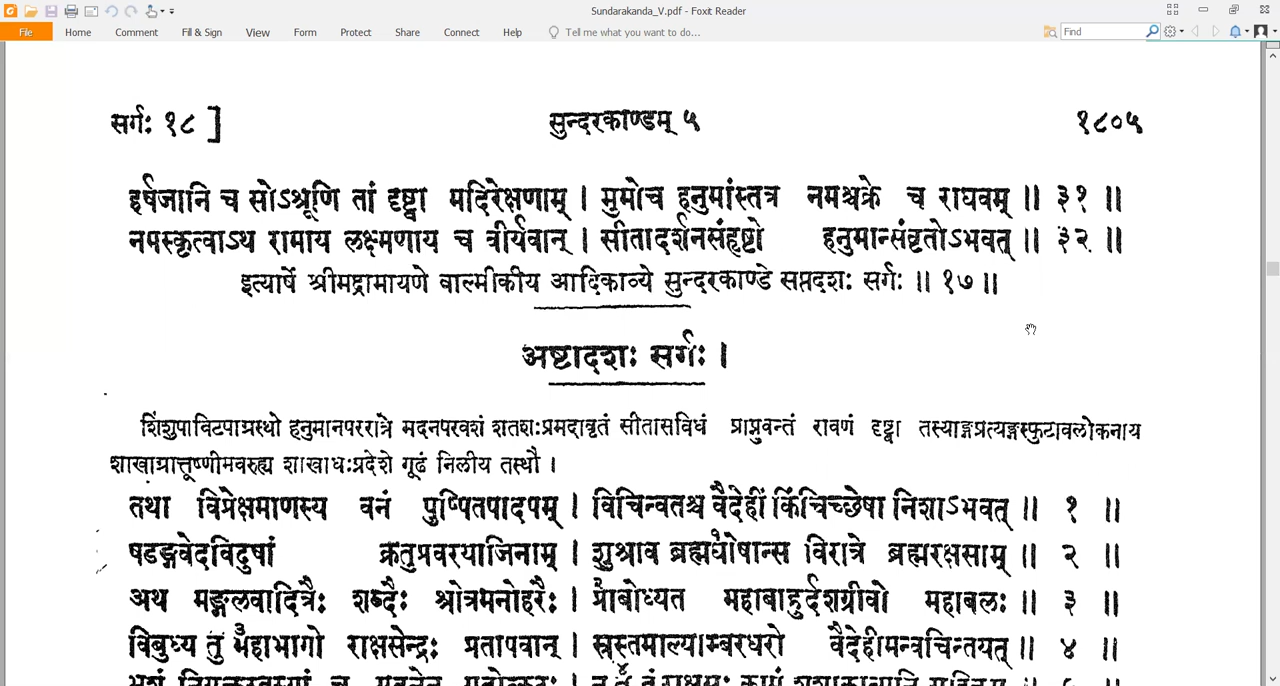 Sundarakanda_V.pdf - Foxit Reader
File Home Comment Fill & Sign View Form Protect Share Connect Help Tell me what you want to do... Find
सर्गः १८ ] सुन्दरकाण्डम् ५ १८०५
हर्षजानि च सोऽश्रूणि तां दृष्ट्वा मदिरेक्षणाम् । मुमोच हनुमांस्तत्र नमश्चक्रे च राघवम् ॥ ३१ ॥
नमस्कृत्वाऽथ रामाय लक्ष्मणाय च वीर्यवान् । सीतादर्शनसंहृष्टो हनुमान्संवृतोऽभवत् ॥ ३२ ॥
इत्यार्षे श्रीमद्रामायणे वाल्मीकीय आदिकाव्ये सुन्दरकाण्डे सप्तदशः सर्गः ॥ १७ ॥
अष्टादशः सर्गः ।
शिंशुपाविटपाग्रस्थो हनुमानपररात्रे मदनपरवशं शतशःप्रमदावृतं सीतासविधं प्राप्नुवन्तं रावणं दृष्ट्वा तस्याङ्गप्रत्यङ्गस्फुटावलोकनाय
शाखाग्रात्तूष्णीमवरुह्य शाखाधःप्रदेशे गूढं निलीय तस्थौ ।
तथा विप्रेक्षमाणस्य वनं पुष्पितपादपम् । विचिन्वतश्च वैदेहीं किंचिच्छेषा निशाऽभवत् ॥ १ ॥
षडङ्गवेदविदुषां क्रतुप्रवरयाजिनाम् । शुश्राव ब्रह्मघोषान्स विरात्रे ब्रह्मरक्षसाम् ॥ २ ॥
अथ मङ्गलवादित्रैः शब्दैः श्रोत्रमनोहरैः । प्राबोध्यत महाबाहुर्दशग्रीवो महाबलः ॥ ३ ॥
विबुध्य तु महाभागो राक्षसेन्द्रः प्रतापवान् । स्रस्तमाल्याम्बरधरो वैदेहीमन्वचिन्तयत् ॥ ४ ॥